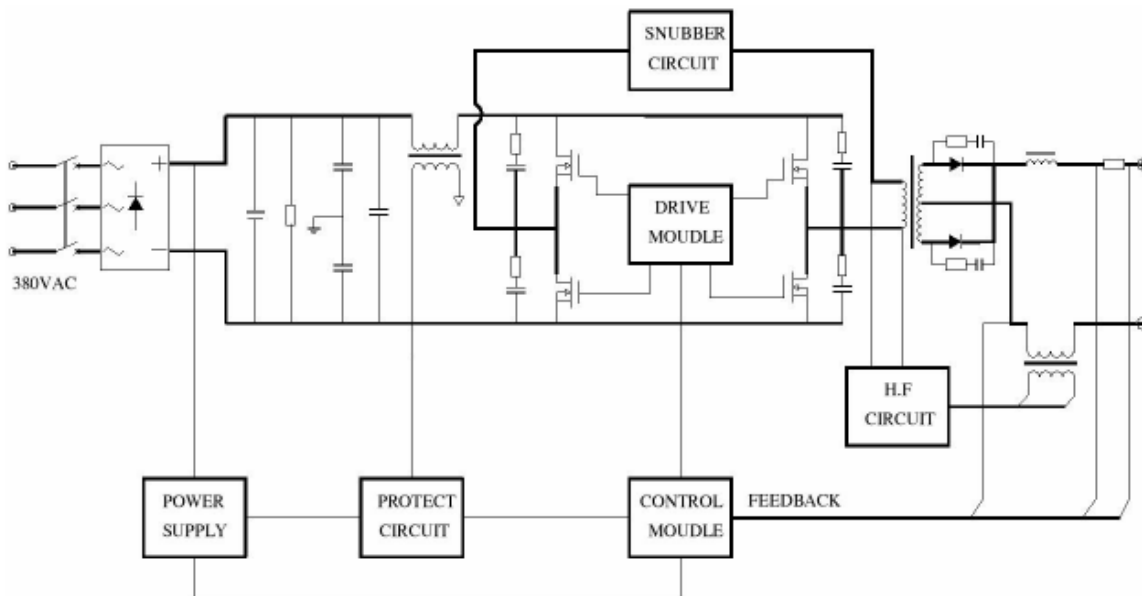 SNUBBER
CIRCUIT
DRIVE
MOUDLE
380VAC
H.F
CIRCUIT
POWER
SUPPLY
PROTECT
CIRCUIT
CONTROL
MOUDLE
FEEDBACK